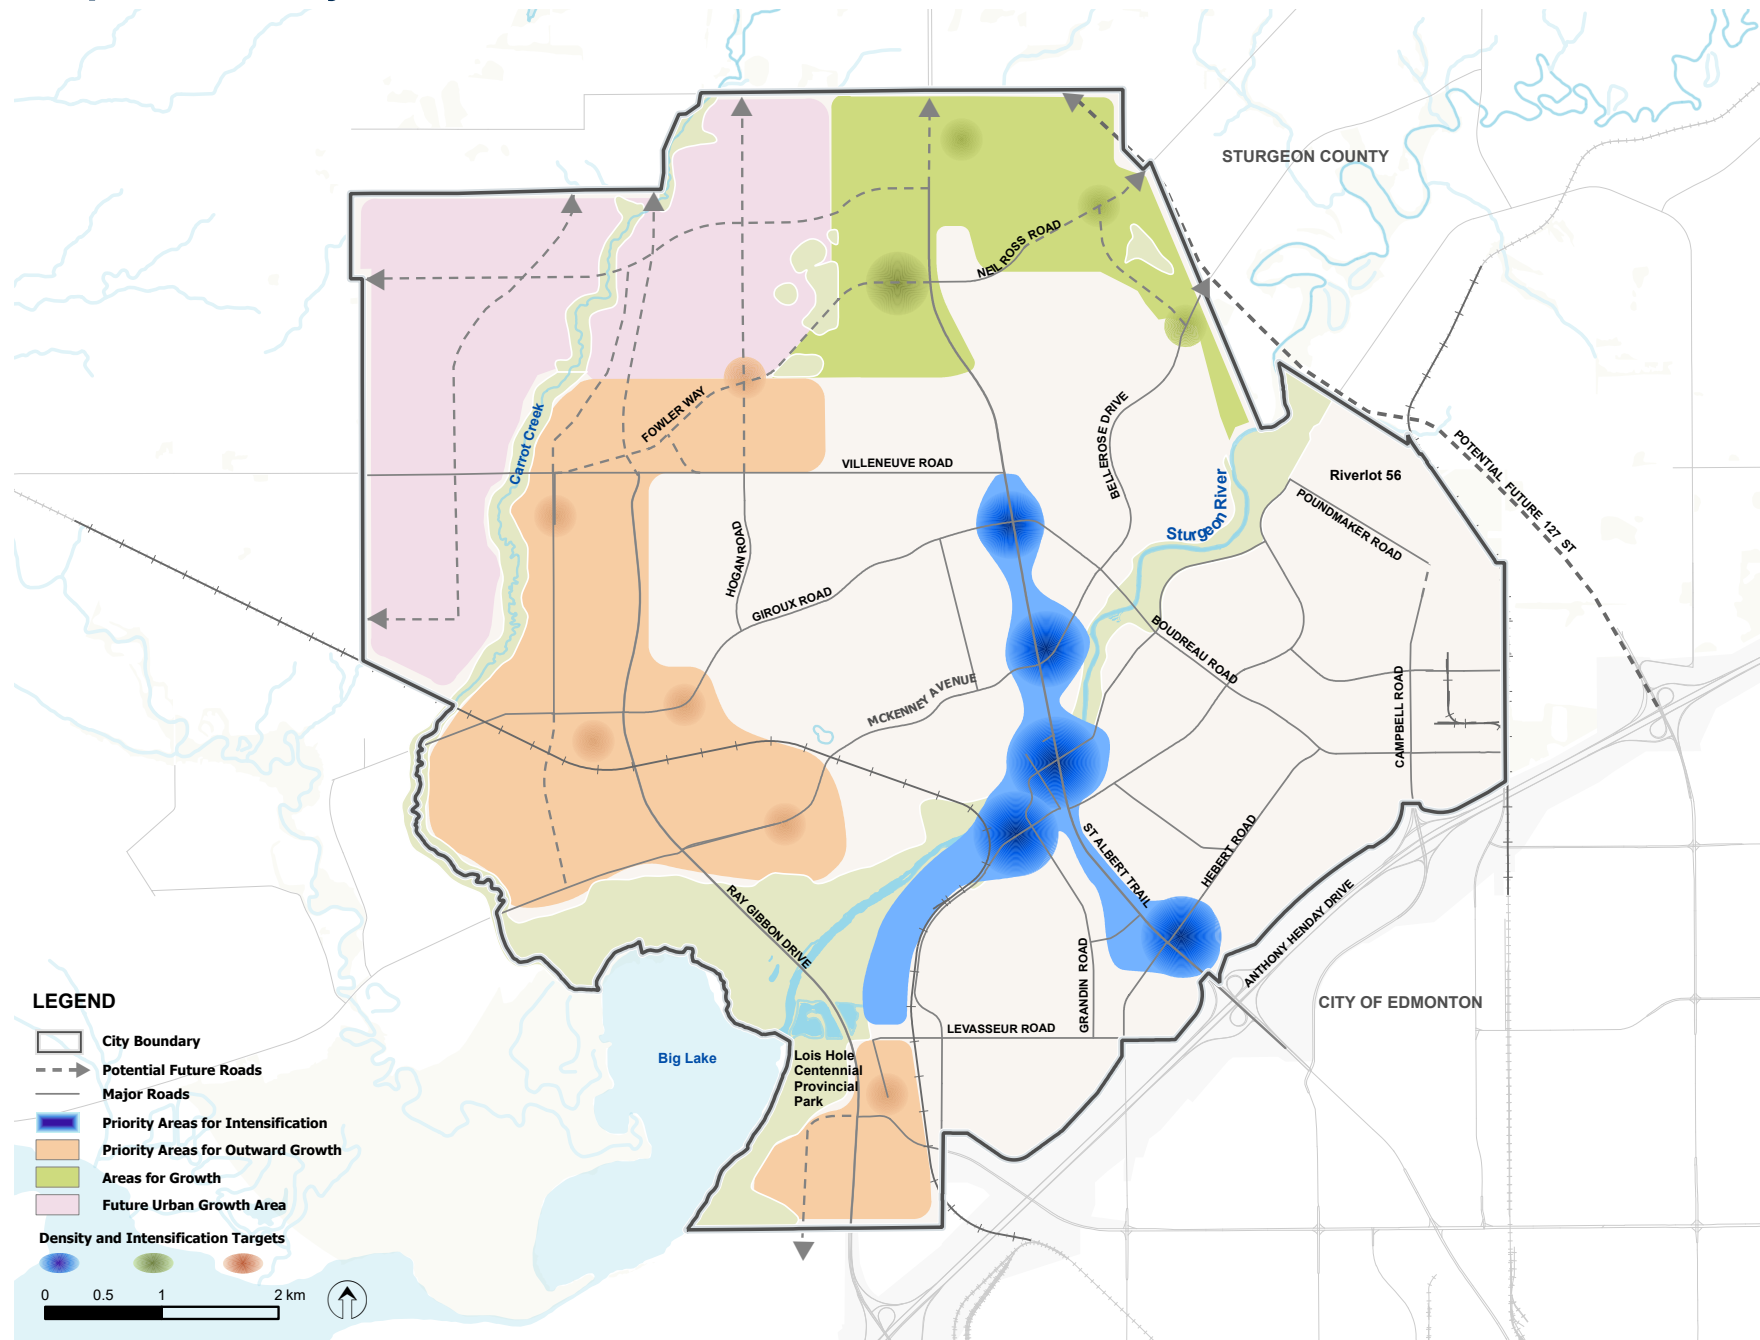 STURGEON COUNTY
NEIL ROSS ROAD
FOWLER WAY
Carrot Creek
VILLENEUVE ROAD
BELLEROSE DRIVE
Sturgeon River
Riverlot 56
POUNDMAKER ROAD
POTENTIAL FUTURE 127 ST
HOGAN ROAD
GIROUX ROAD
BOUDREAU ROAD
MCKENNEY AVENUE
CAMPBELL ROAD
ST ALBERT TRAIL
HEBERT ROAD
RAY GIBBON DRIVE
GRANDIN ROAD
ANTHONY HENDAY DRIVE
CITY OF EDMONTON
LEVASSEUR ROAD
Big Lake
Lois Hole
Centennial
Provincial
Park
LEGEND
City Boundary
Potential Future Roads
Major Roads
Priority Areas for Intensification
Priority Areas for Outward Growth
Areas for Growth
Future Urban Growth Area
Density and Intensification Targets
0 0.5 1 2 km